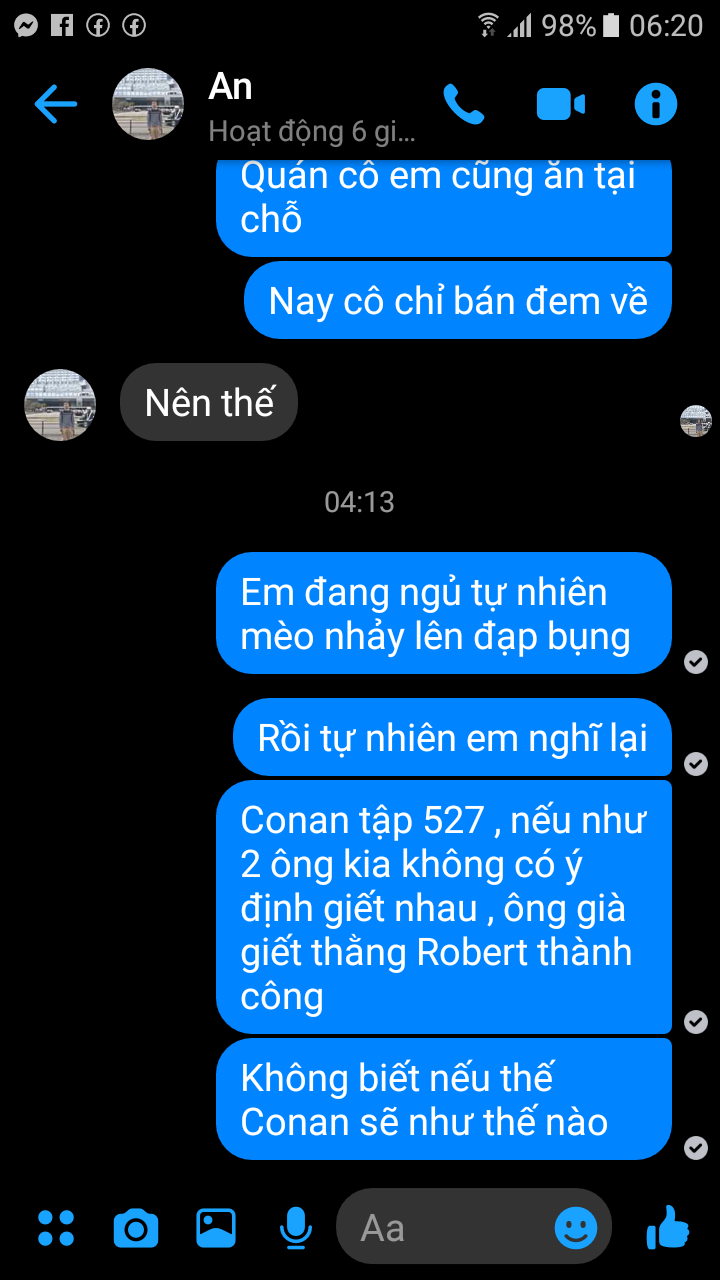 98% 06:20
An
Hoạt động 6 gi...
Quán cô em cũng ăn tại
chỗ
Nay cô chỉ bán đem về
Nên thế
04:13
Em đang ngủ tự nhiên
mèo nhảy lên đạp bụng
Rồi tự nhiên em nghĩ lại
Conan tập 527 , nếu như
2 ông kia không có ý
định giết nhau , ông già
giết thằng Robert thành
công
Không biết nếu thế
Conan sẽ như thế nào
Aa